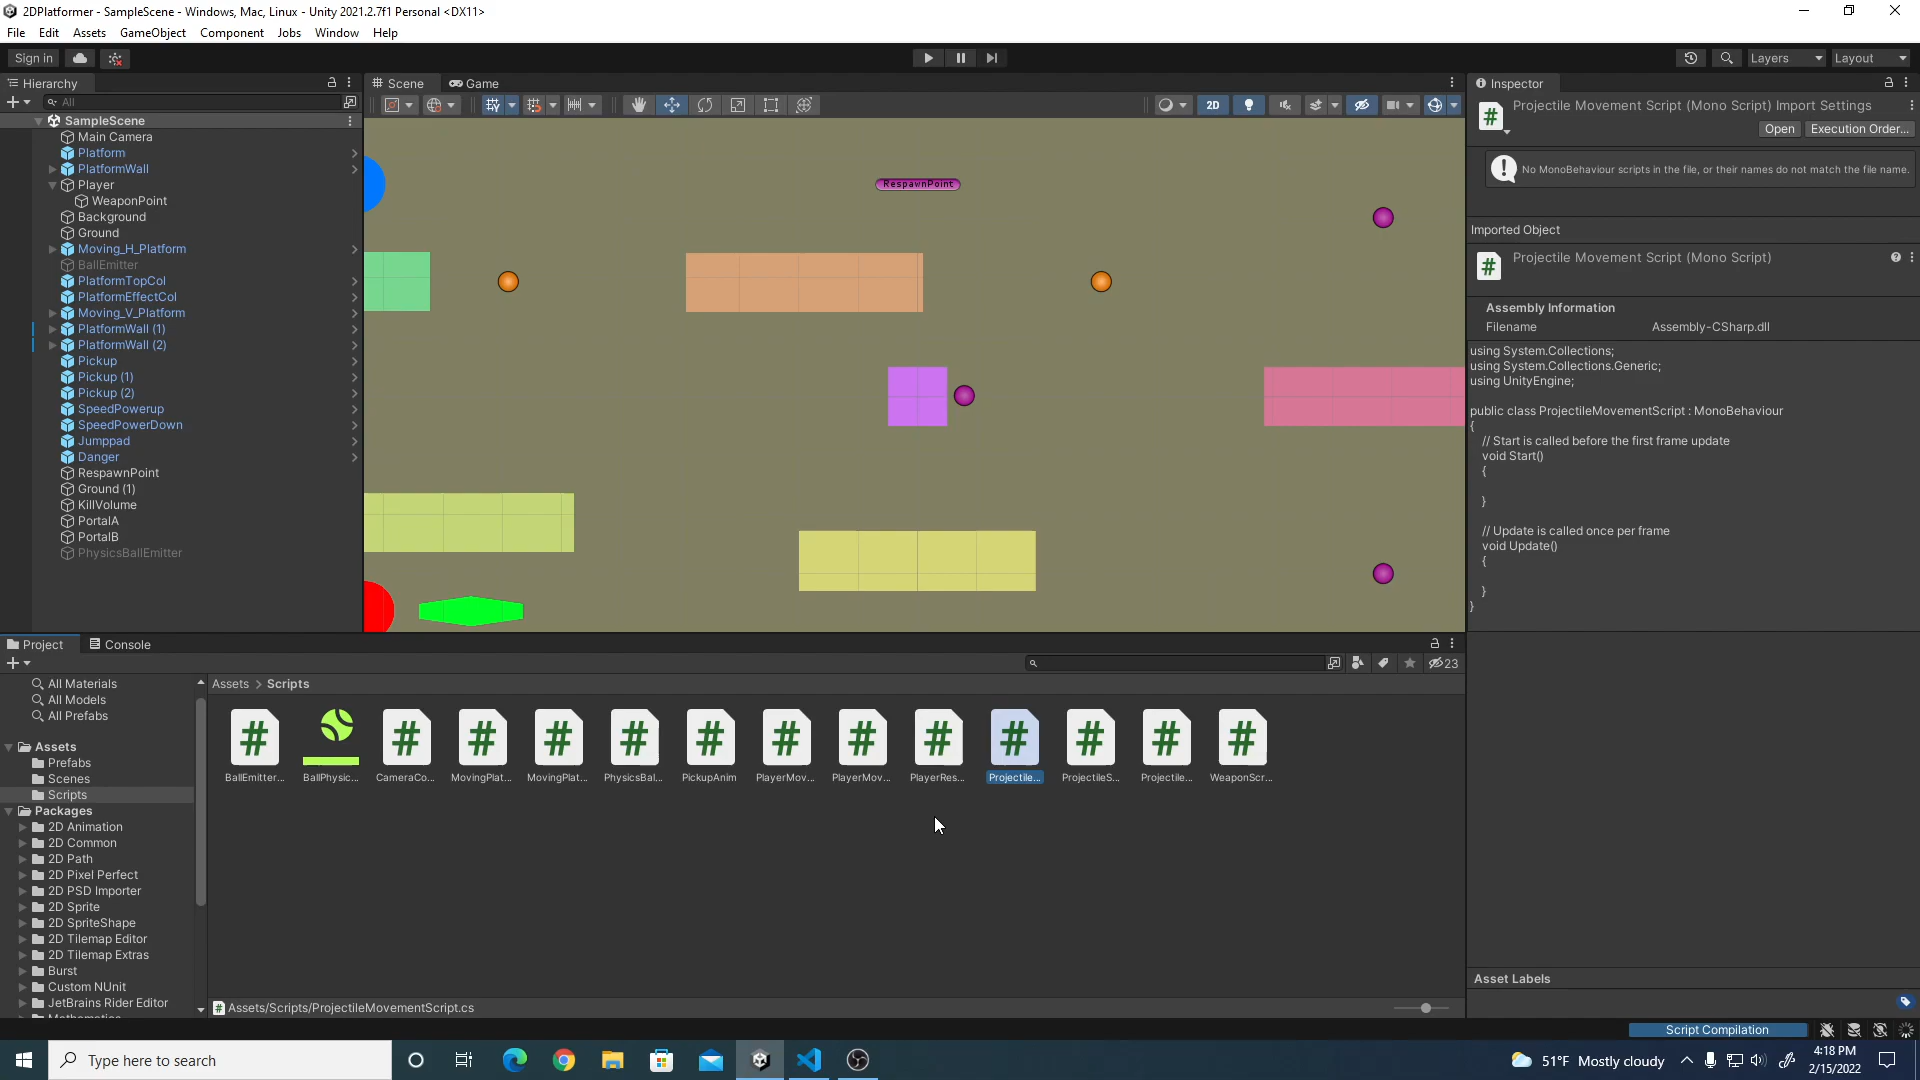 2DPlatformer - SampleScene - Windows, Mac, Linux - Unity 2021.2.7f1 Personal <DX11>
File Edit Assets GameObject Component Jobs Window Help
Sign in
Layers
Layout
Hierarchy
Scene
Game
Inspector
All
2D
SampleScene
Main Camera
Platform
PlatformWall
Player
WeaponPoint
Background
Ground
Moving_H_Platform
BallEmitter
PlatformTopCol
PlatformEffectCol
Moving_V_Platform
PlatformWall (1)
PlatformWall (2)
Pickup
Pickup (1)
Pickup (2)
SpeedPowerup
SpeedPowerDown
Jumppad
Danger
RespawnPoint
Ground (1)
KillVolume
PortalA
PortalB
PhysicsBallEmitter
RespawnPoint
Projectile Movement Script (Mono Script) Import Settings
Open
Execution Order...
No MonoBehaviour scripts in the file, or their names do not match the file name.
Imported Object
Projectile Movement Script (Mono Script)
Assembly Information
Filename Assembly-CSharp.dll
using System.Collections;
using System.Collections.Generic;
using UnityEngine;
public class ProjectileMovementScript : MonoBehaviour
{
// Start is called before the first frame update
void Start()
{
}
// Update is called once per frame
void Update()
{
}
}
Asset Labels
Project
Console
23
All Materials
All Models
All Prefabs
Assets
Prefabs
Scenes
Scripts
Packages
2D Animation
2D Common
2D Path
2D Pixel Perfect
2D PSD Importer
2D Sprite
2D SpriteShape
2D Tilemap Editor
2D Tilemap Extras
Burst
Custom NUnit
JetBrains Rider Editor
Mathematics
Assets > Scripts
BallEmitter...
BallPhysic...
CameraCo...
MovingPlat...
MovingPlat...
PhysicsBal...
PickupAnim
PlayerMov...
PlayerMov...
PlayerRes...
Projectile...
ProjectileS...
Projectile...
WeaponScr...
Assets/Scripts/ProjectileMovementScript.cs
Script Compilation
Type here to search
51°F Mostly cloudy
4:18 PM
2/15/2022